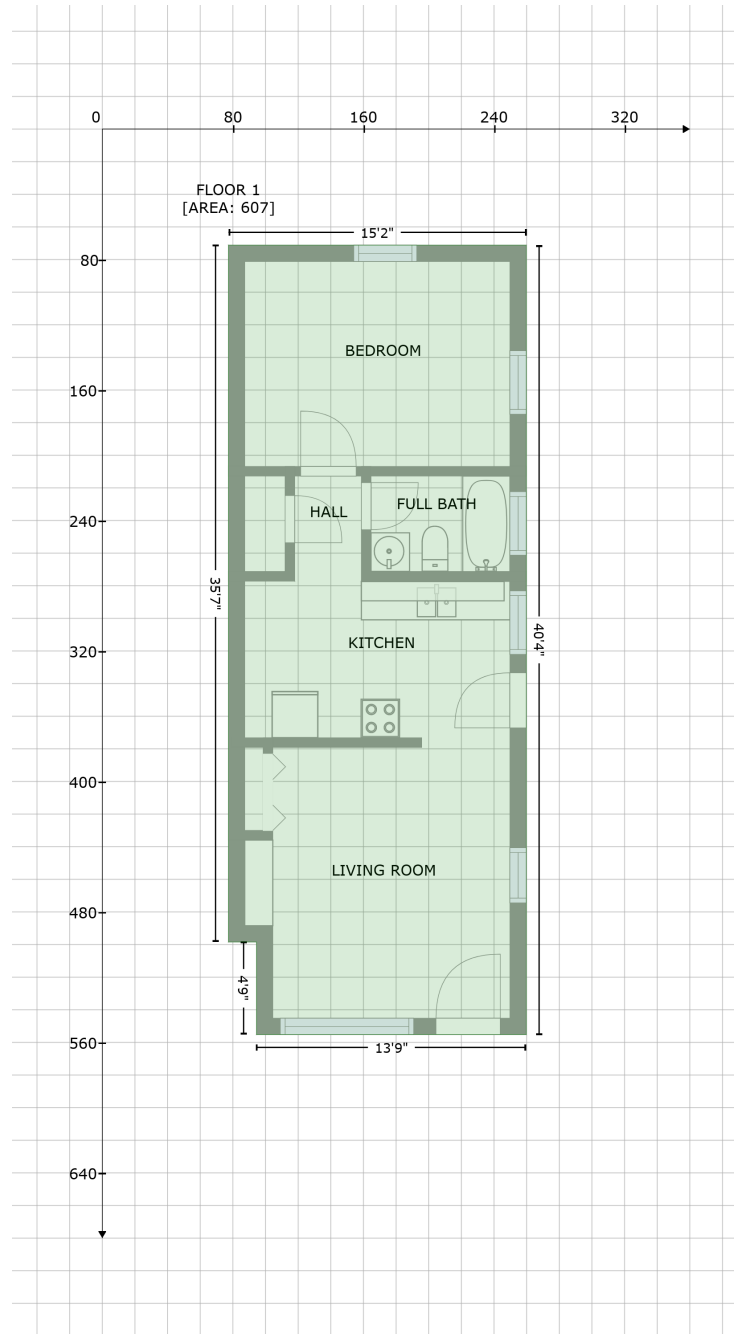 0
80
160
240
320
FLOOR 1
[AREA: 607]
15'2"
80
BEDROOM
160
FULL BATH
HALL
240
35'7"
40'4"
KITCHEN
320
400
LIVING ROOM
480
4'9"
560
13'9"
640